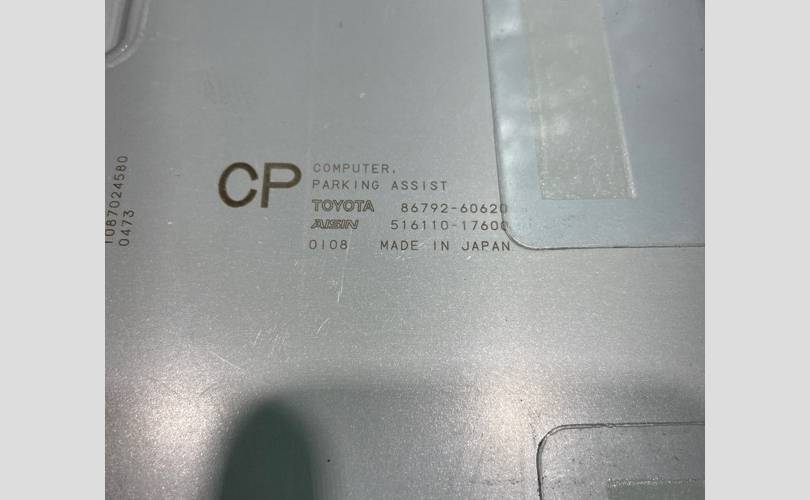 CP
COMPUTER,
PARKING ASSIST
TOYOTA 86792-60620
AISIN 516110-17600
0108 MADE IN JAPAN
1087024580
0473